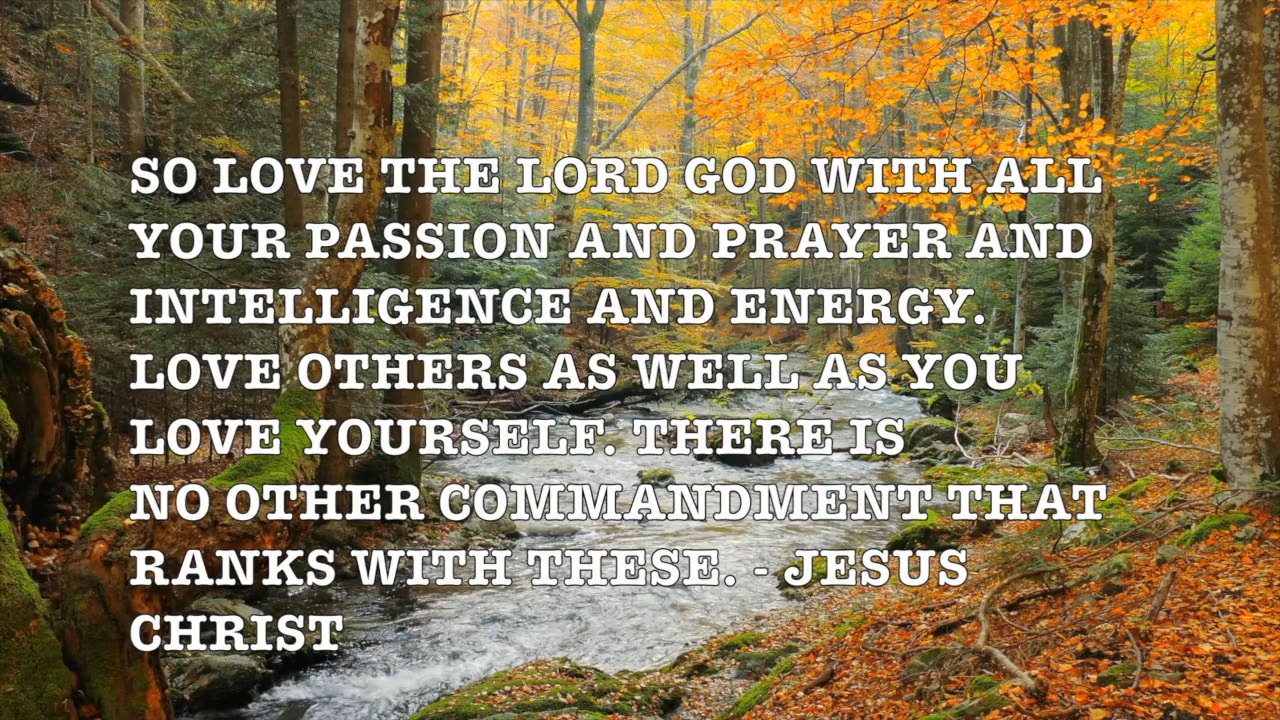 SO LOVE THE LORD GOD WITH ALL
YOUR PASSION AND PRAYER AND
INTELLIGENCE AND ENERGY.
LOVE OTHERS AS WELL AS YOU
LOVE YOURSELF. THERE IS
NO OTHER COMMANDMENT THAT
RANKS WITH THESE. - JESUS
CHRIST